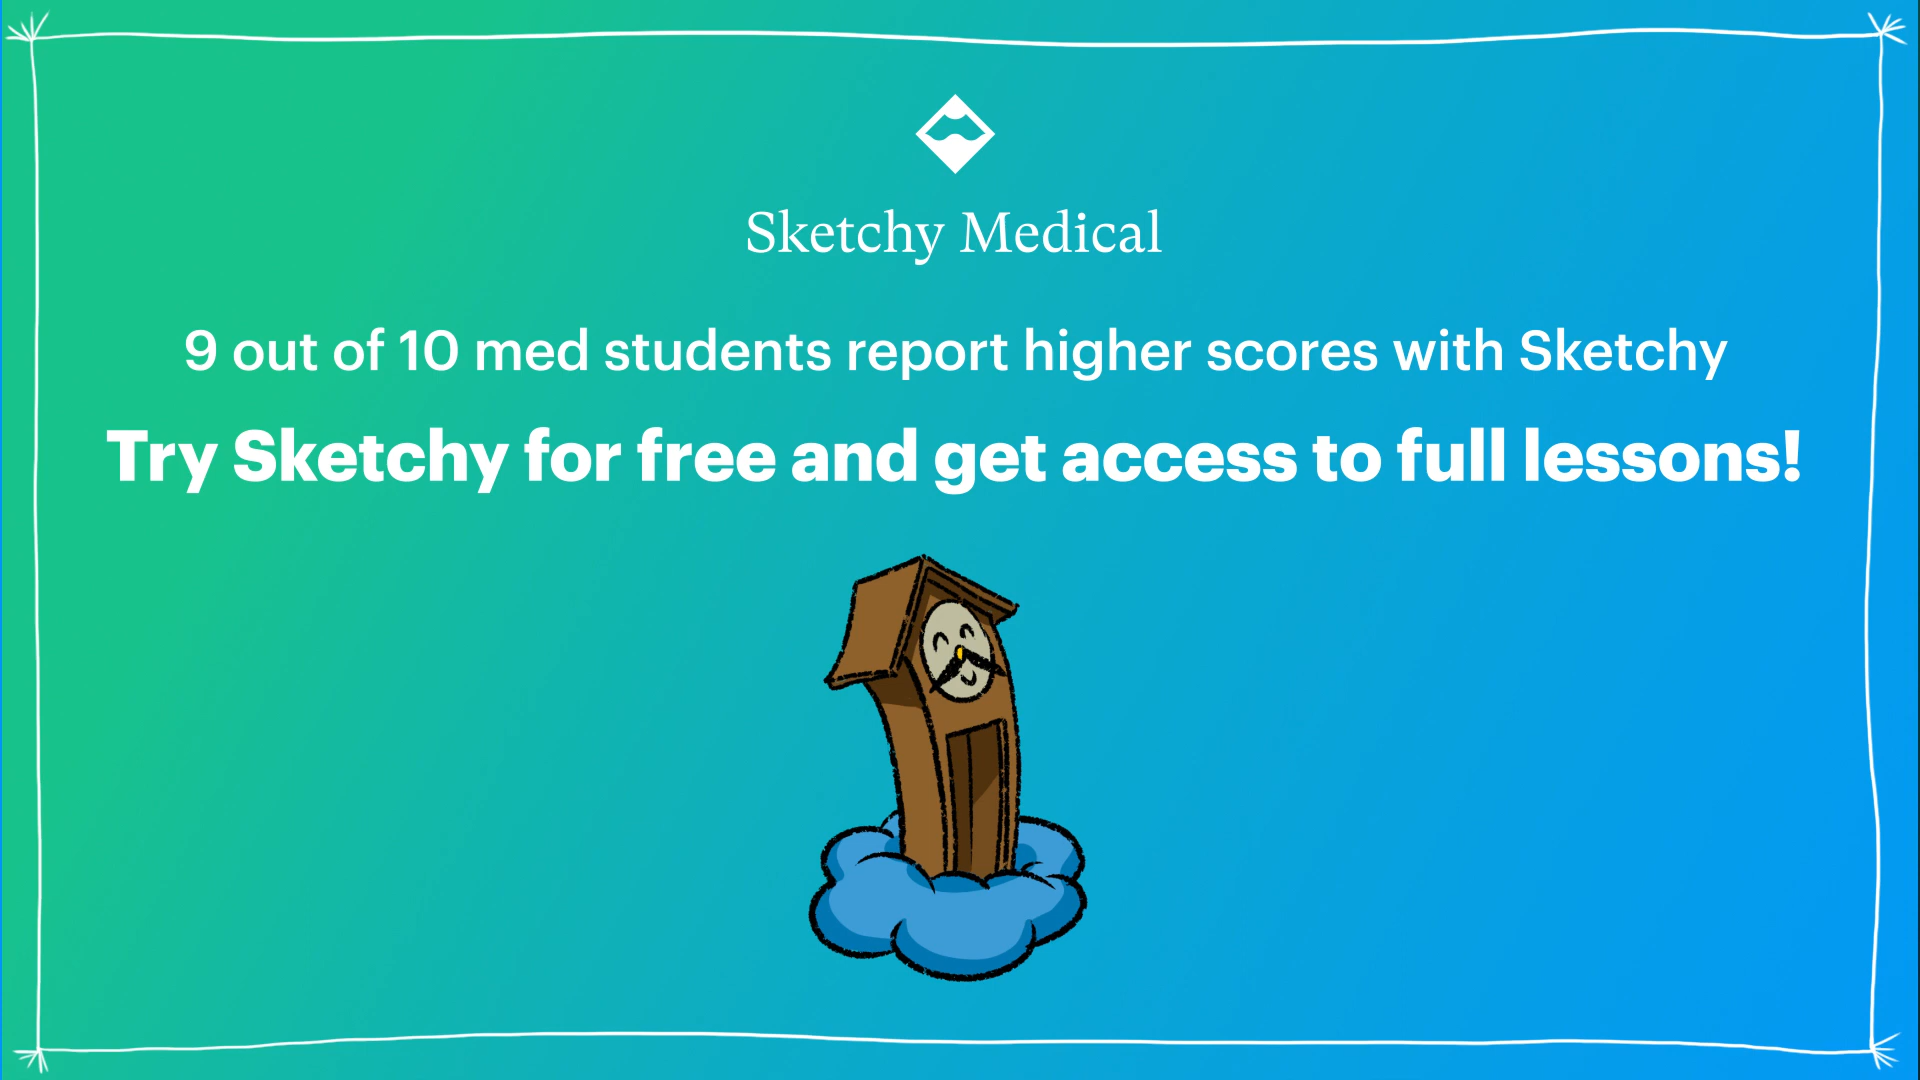 Sketchy Medical
9 out of 10 med students report higher scores with Sketchy
Try Sketchy for free and get access to full lessons!